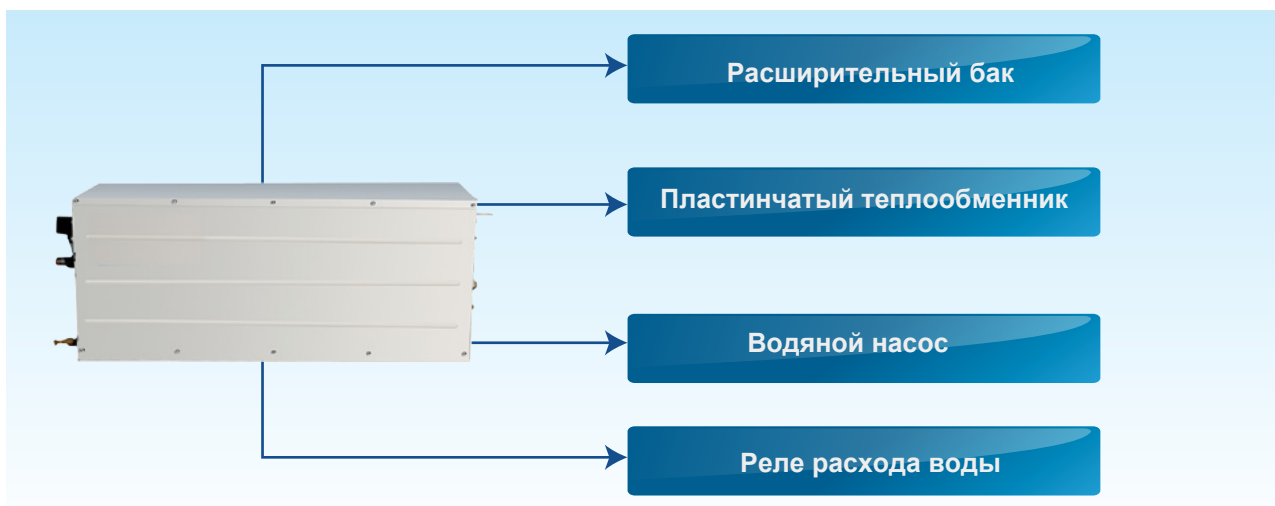 Расширительный бак
Пластинчатый теплообменник
Водяной насос
Реле расхода воды